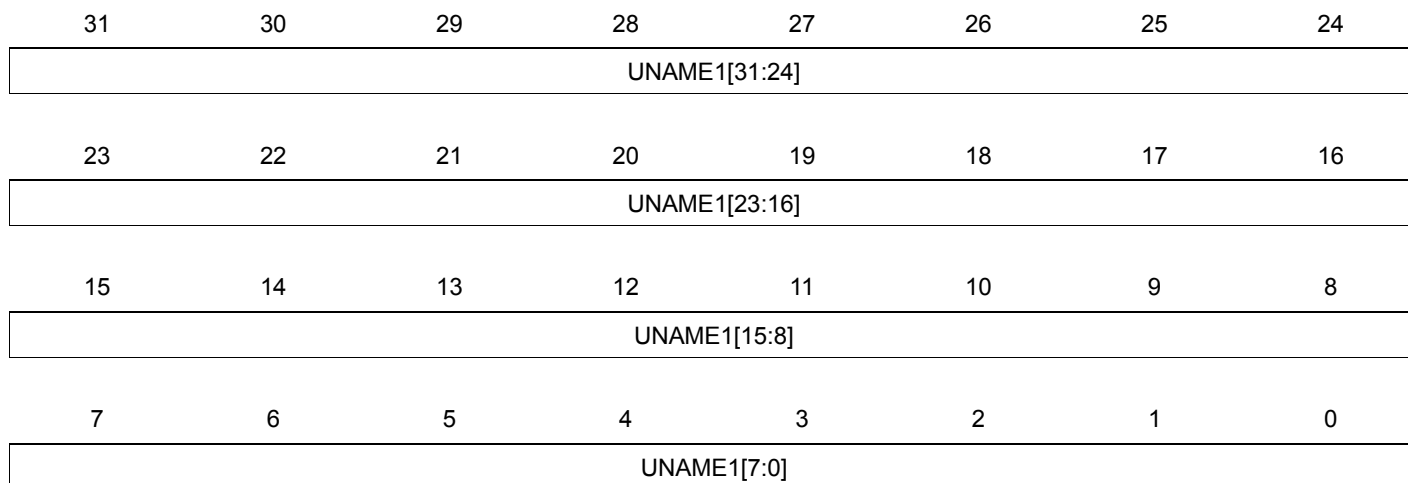 31 30 29 28 27 26 25 24
UNAME1[31:24]
23 22 21 20 19 18 17 16
UNAME1[23:16]
15 14 13 12 11 10 9 8
UNAME1[15:8]
7 6 5 4 3 2 1 0
UNAME1[7:0]